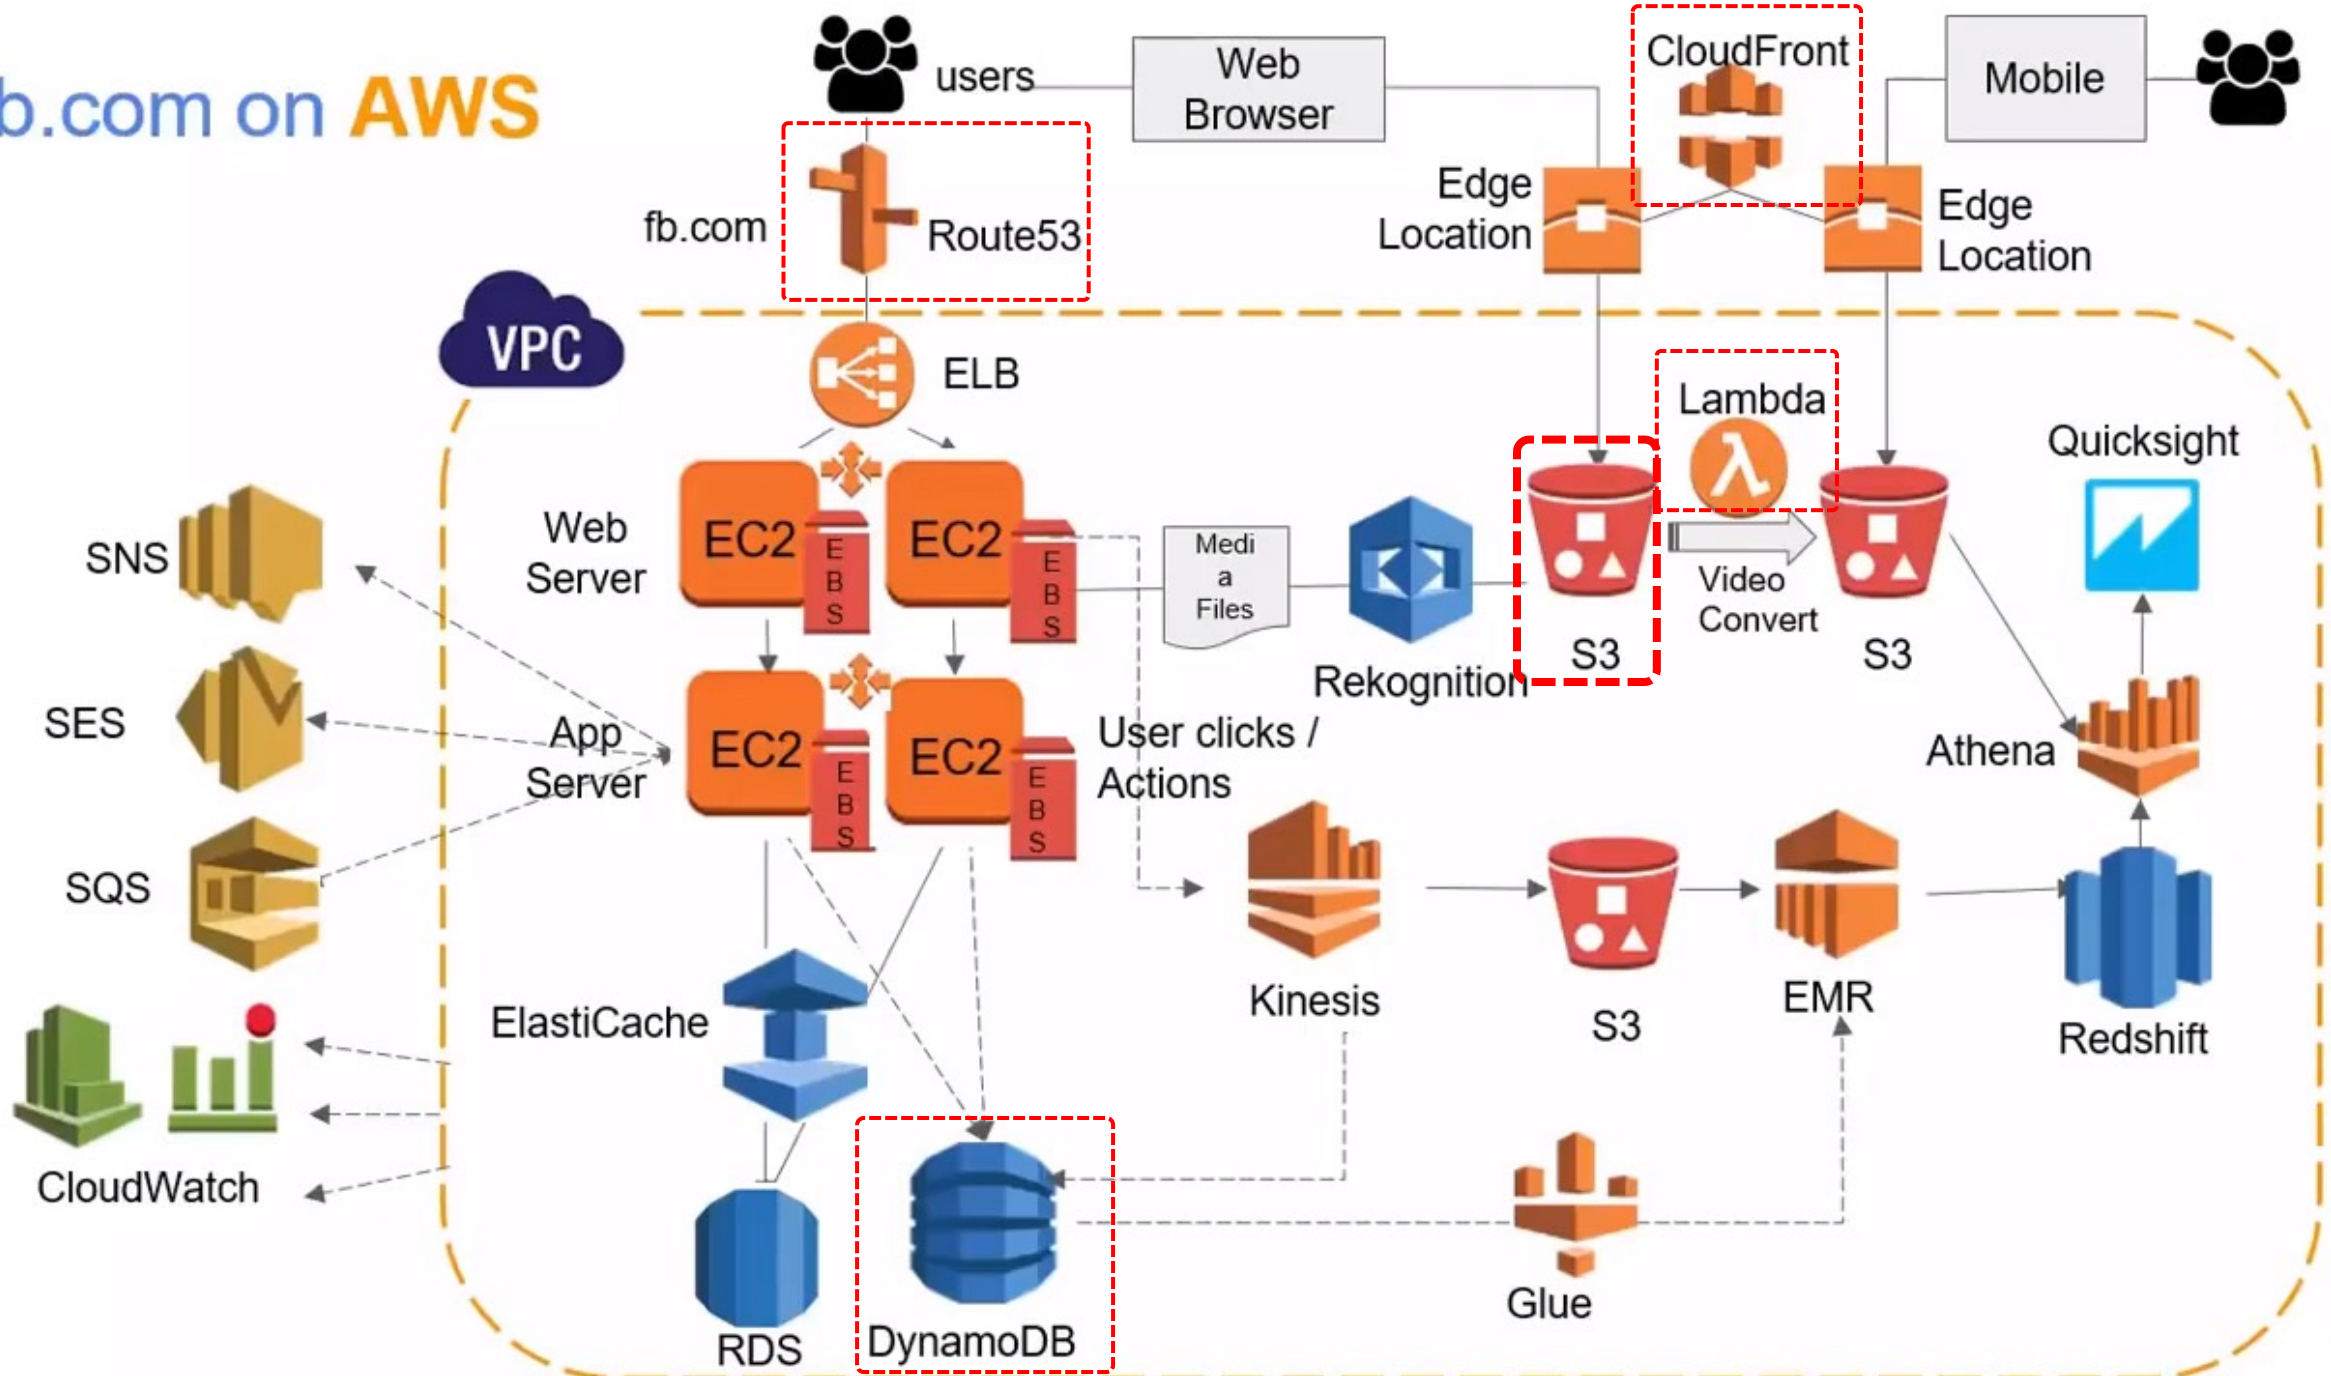 b.com on AWS
users
Web
Browser
CloudFront
Mobile
Edge
Location
Edge
Location
fb.com
Route53
VPC
ELB
Lambda
Quicksight
Web
Server
EC2
E
B
S
EC2
E
B
S
Medi
a
Files
Rekognition
S3
Video
Convert
S3
SNS
SES
App
Server
EC2
E
B
S
EC2
E
B
S
User clicks /
Actions
Athena
SQS
Kinesis
S3
EMR
Redshift
ElastiCache
CloudWatch
RDS
DynamoDB
Glue